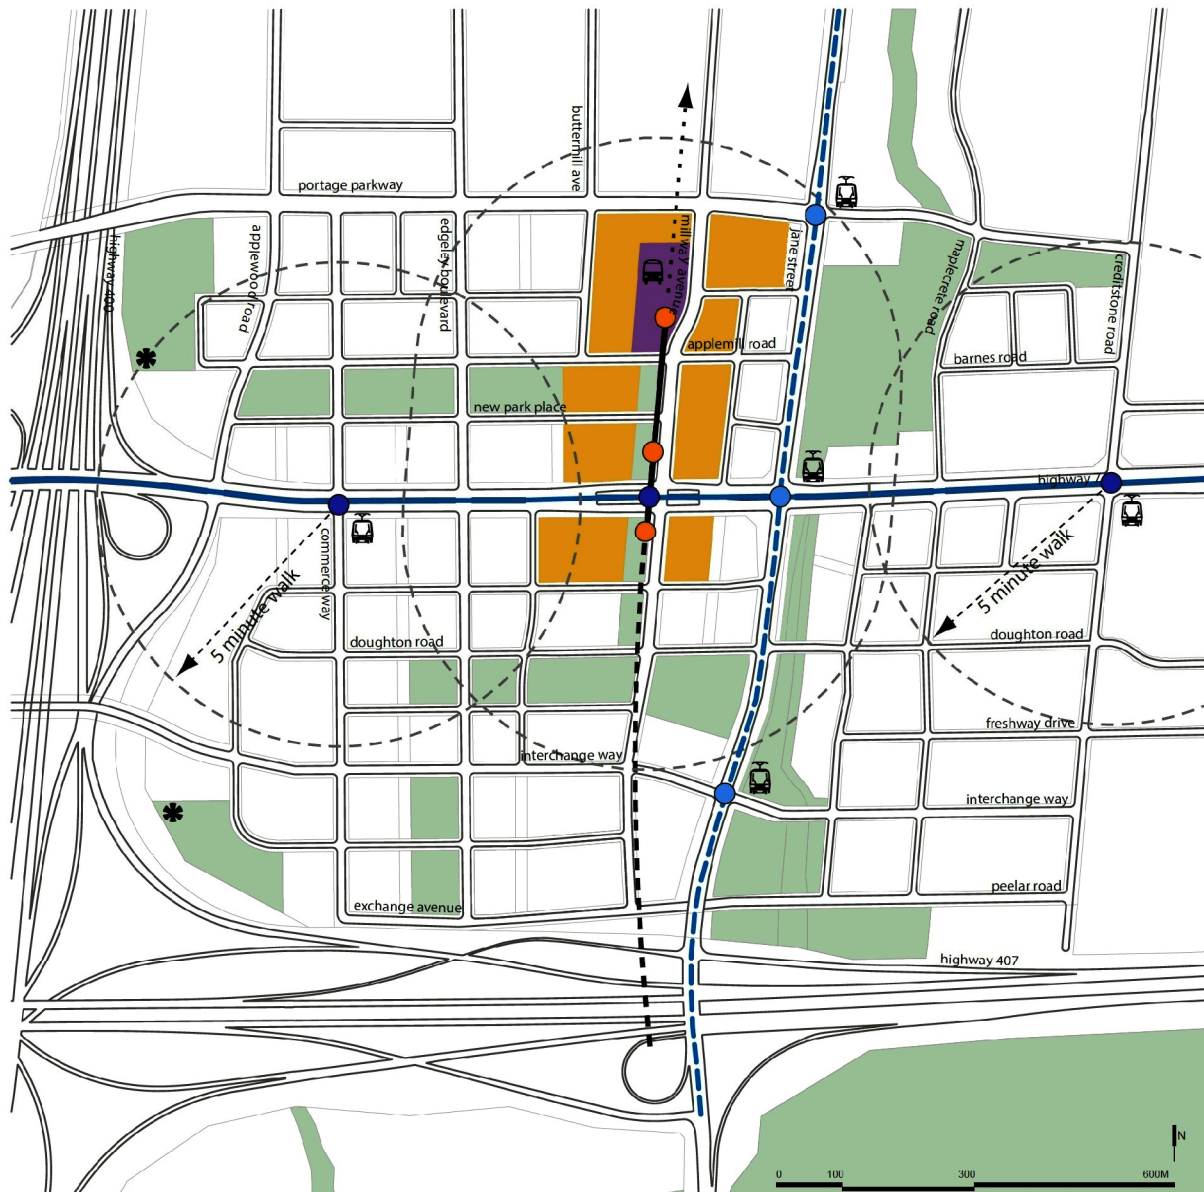 buttermill ave
portage parkway
highway 400
applewood road
edgeley boulevard
millway avenue
jane street
maplecrete road
creditstone road
applemill road
barnes road
new park place
highway 7
commerce way
5 minute walk
5 minute walk
doughton road
doughton road
freshway drive
interchange way
interchange way
peelar road
exchange avenue
highway 407
N
0 100 300 600M